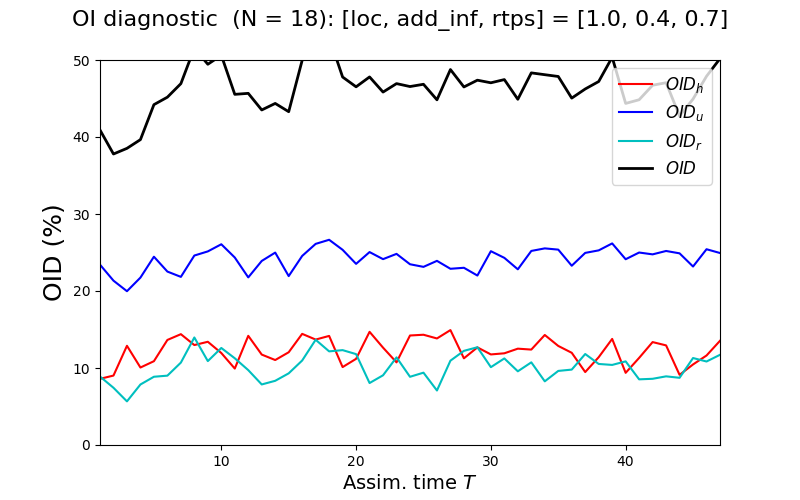 OI diagnostic  (N = 18): [loc, add_inf, rtps] = [1.0, 0.4, 0.7]
50
40
30
20
10
0
OID (%)
OID_h
OID_u
OID_r
OID
10
20
30
40
Assim. time T